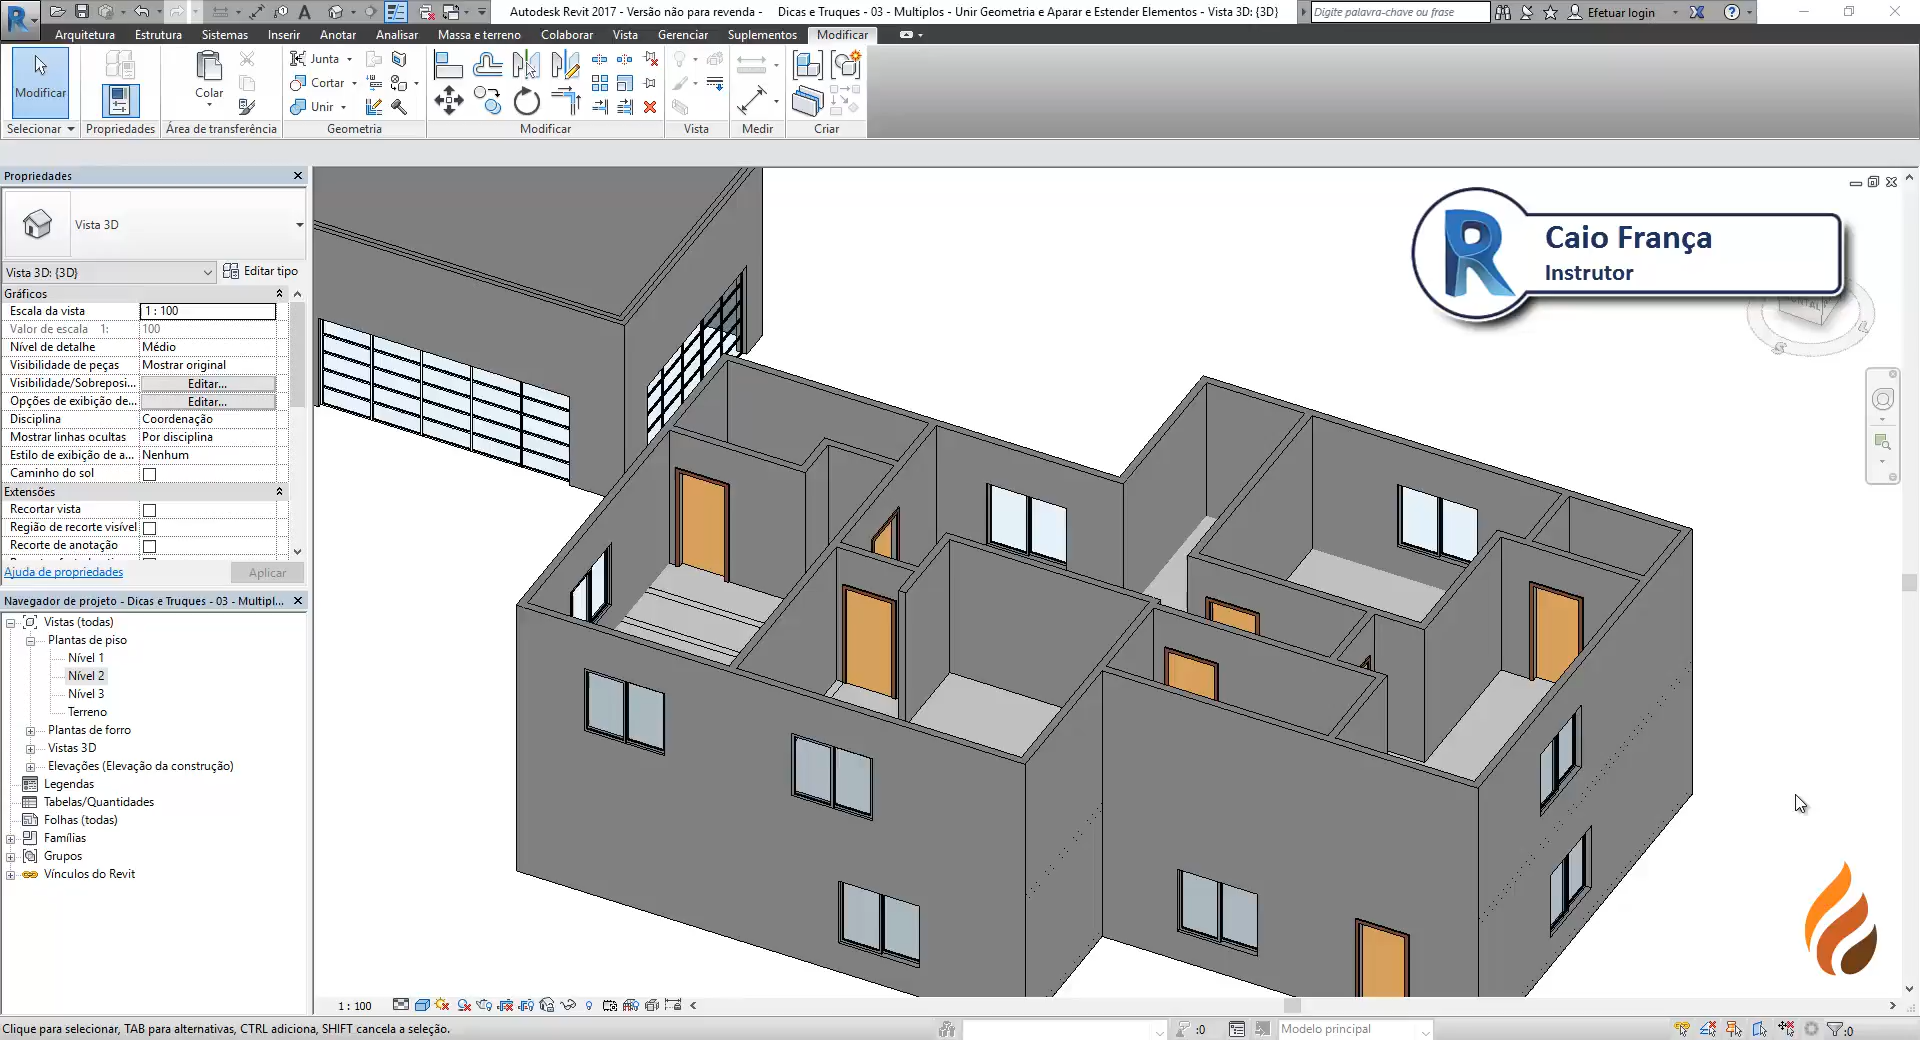 Autodesk Revit 2017 - Versão não para revenda - Dicas e Truques - 03 - Multiplos - Unir Geometria e Aparar e Estender Elementos - Vista 3D: {3D}
Digite palavra-chave ou frase
Efetuar login
Arquitetura Estrutura Sistemas Inserir Anotar Analisar Massa e terreno Colaborar Vista Gerenciar Suplementos Modificar
Modificar
Colar
Junta
Cortar
Unir
Selecionar Propriedades Área de transferência Geometria Modificar Vista Medir Criar
Propriedades
Vista 3D
Vista 3D: {3D} Editar tipo
Gráficos
Escala da vista 1 : 100
Valor de escala 1: 100
Nível de detalhe Médio
Visibilidade de peças Mostrar original
Visibilidade/Sobreposi... Editar...
Opções de exibição de... Editar...
Disciplina Coordenação
Mostrar linhas ocultas Por disciplina
Estilo de exibição de a... Nenhum
Caminho do sol
Extensões
Recortar vista
Região de recorte visível
Recorte de anotação
Ajuda de propriedades Aplicar
Navegador de projeto - Dicas e Truques - 03 - Multipl...
Vistas (todas)
Plantas de piso
Nível 1
Nível 2
Nível 3
Terreno
Plantas de forro
Vistas 3D
Elevações (Elevação da construção)
Legendas
Tabelas/Quantidades
Folhas (todas)
Famílias
Grupos
Vínculos do Revit
Caio França
Instrutor
1 : 100
Clique para selecionar, TAB para alternativas, CTRL adiciona, SHIFT cancela a seleção.
:0
Modelo principal
:0